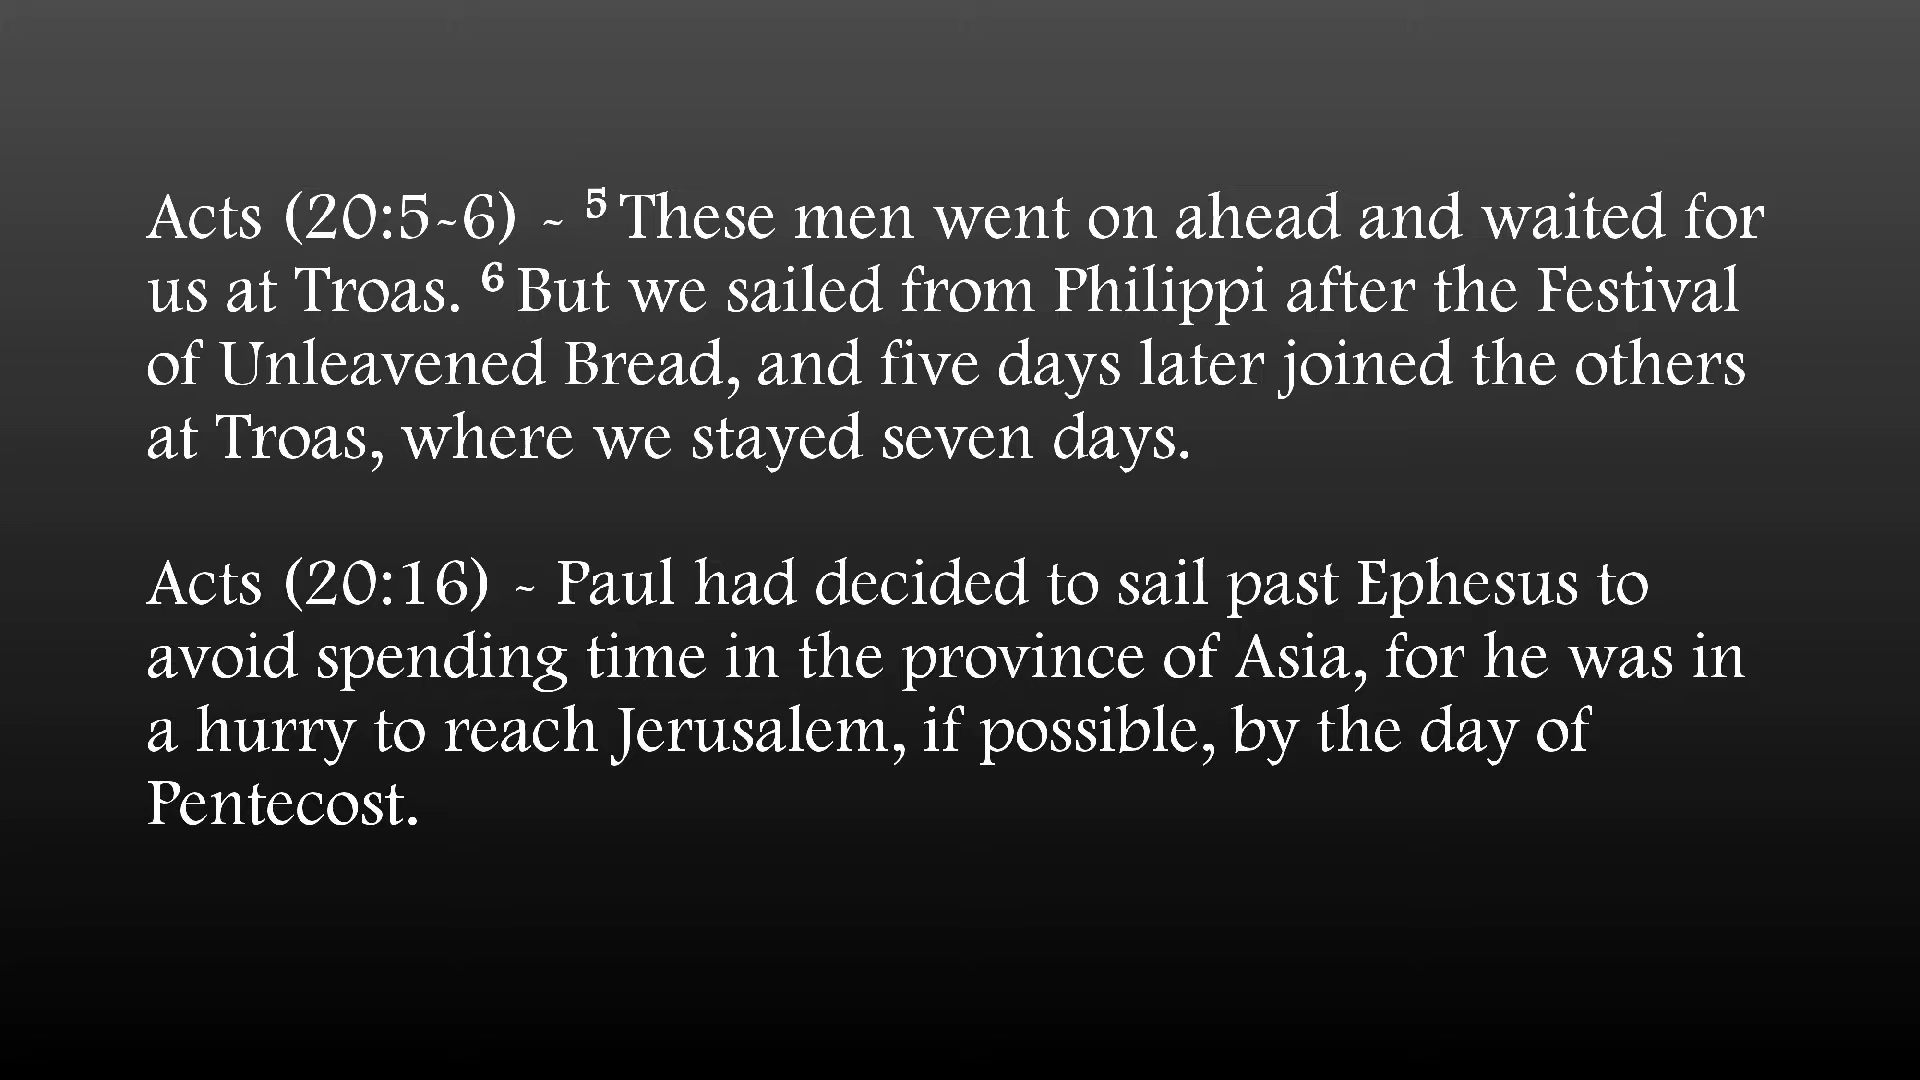 Acts (20:5-6) - ⁵ These men went on ahead and waited for
us at Troas. ⁶ But we sailed from Philippi after the Festival
of Unleavened Bread, and five days later joined the others
at Troas, where we stayed seven days.
Acts (20:16) - Paul had decided to sail past Ephesus to
avoid spending time in the province of Asia, for he was in
a hurry to reach Jerusalem, if possible, by the day of
Pentecost.